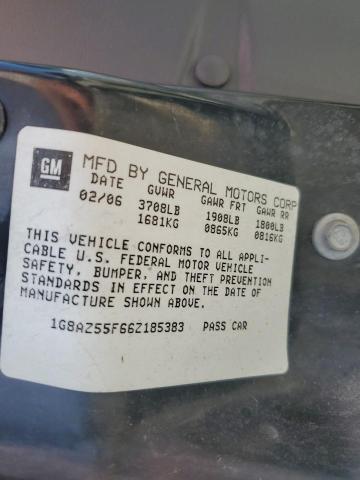 GM
MFD BY GENERAL MOTORS CORP
DATE GVWR GAWR FRT GAWR RR
02/06 3708LB 1908LB 1800LB
1681KG 0865KG 0816KG
THIS VEHICLE CONFORMS TO ALL APPLI-
CABLE U.S. FEDERAL MOTOR VEHICLE
SAFETY, BUMPER, AND THEFT PREVENTION
STANDARDS IN EFFECT ON THE DATE OF
MANUFACTURE SHOWN ABOVE.
1G8AZ55F66Z185383 PASS CAR